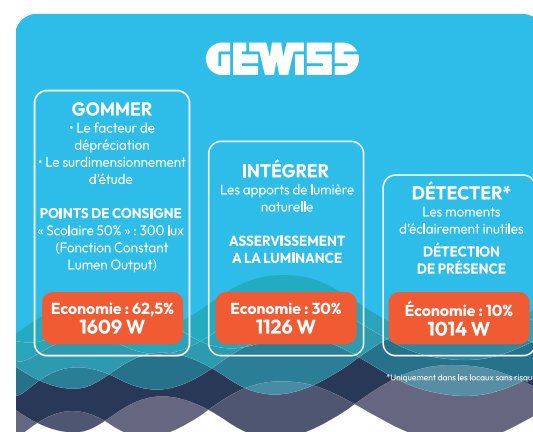 GEWISS
GOMMER
• Le facteur de
dépréciation
• Le surdimensionnement
d'étude
POINTS DE CONSIGNE
« Scolaire 50% » : 300 lux
(Fonction Constant
Lumen Output)
Economie : 62,5%
1609 W
INTÉGRER
Les apports de lumière
naturelle
ASSERVISSEMENT
A LA LUMINANCE
Economie : 30%
1126 W
DÉTECTER*
Les moments
d'éclairement inutiles
DÉTECTION
DE PRÉSENCE
Économie : 10%
1014 W
*Uniquement dans les locaux sans risque